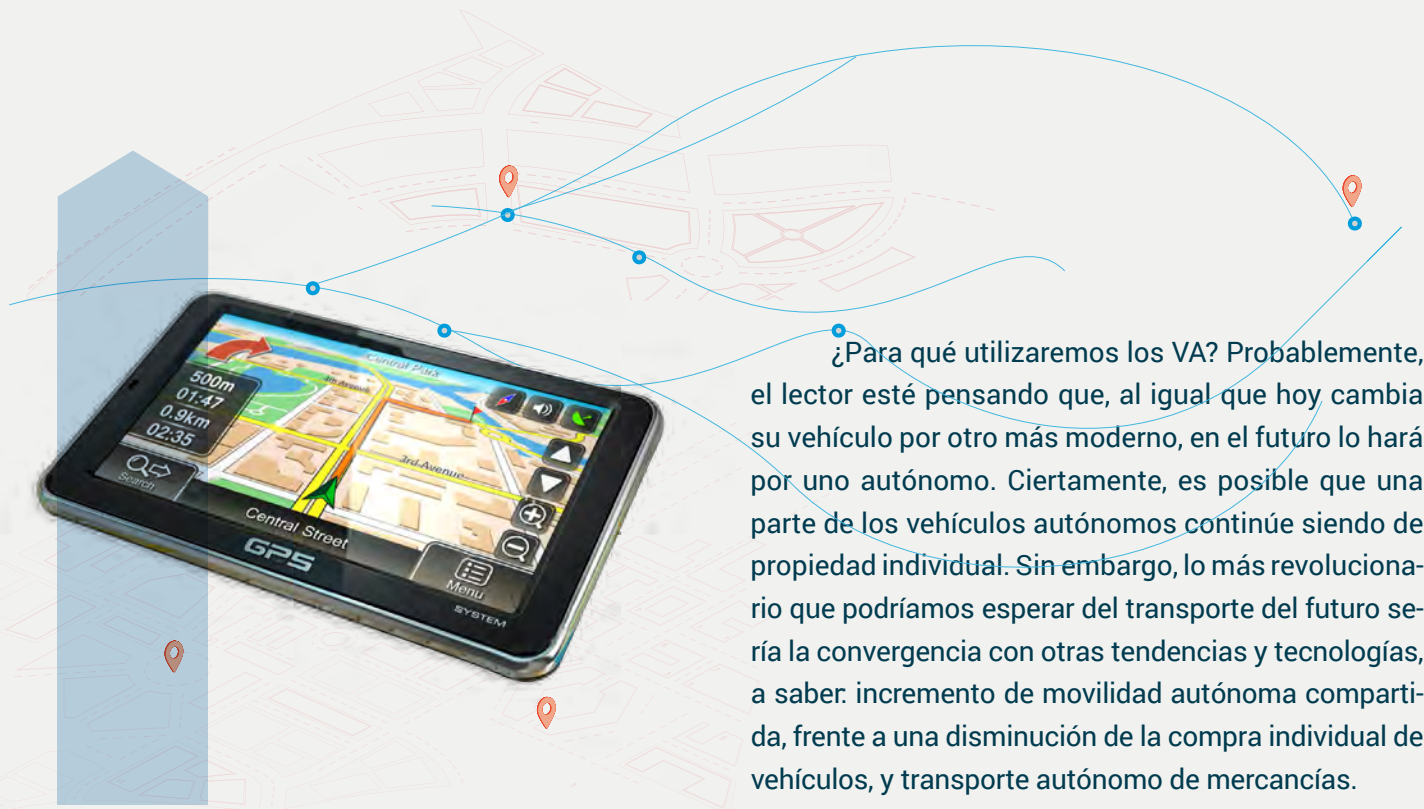 Central Park
500m
01:47
0.9km
02:35
3rd Avenue
Search
Central Street
GPS
Menu
SYSTEM
¿Para qué utilizaremos los VA? Probablemente,
el lector esté pensando que, al igual que hoy cambia
su vehículo por otro más moderno, en el futuro lo hará
por uno autónomo. Ciertamente, es posible que una
parte de los vehículos autónomos continúe siendo de
propiedad individual. Sin embargo, lo más revoluciona-
rio que podríamos esperar del transporte del futuro se-
ría la convergencia con otras tendencias y tecnologías,
a saber: incremento de movilidad autónoma comparti-
da, frente a una disminución de la compra individual de
vehículos, y transporte autónomo de mercancías.